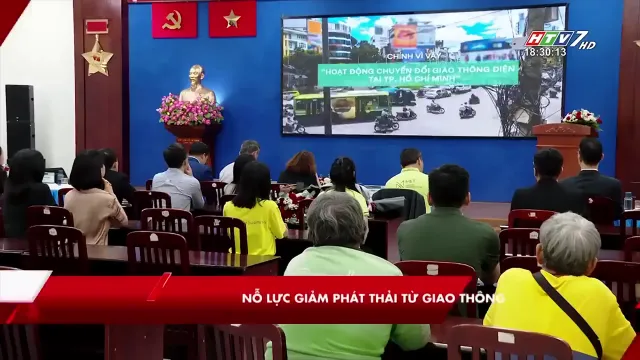 HTV7 HD
18:30:13
CHÍNH VÌ VẬY
"HOẠT ĐỘNG CHUYỂN ĐỔI GIAO THÔNG ĐIỆN
TẠI TP. HỒ CHÍ MINH"
NỖ LỰC GIẢM PHÁT THẢI TỪ GIAO THÔNG